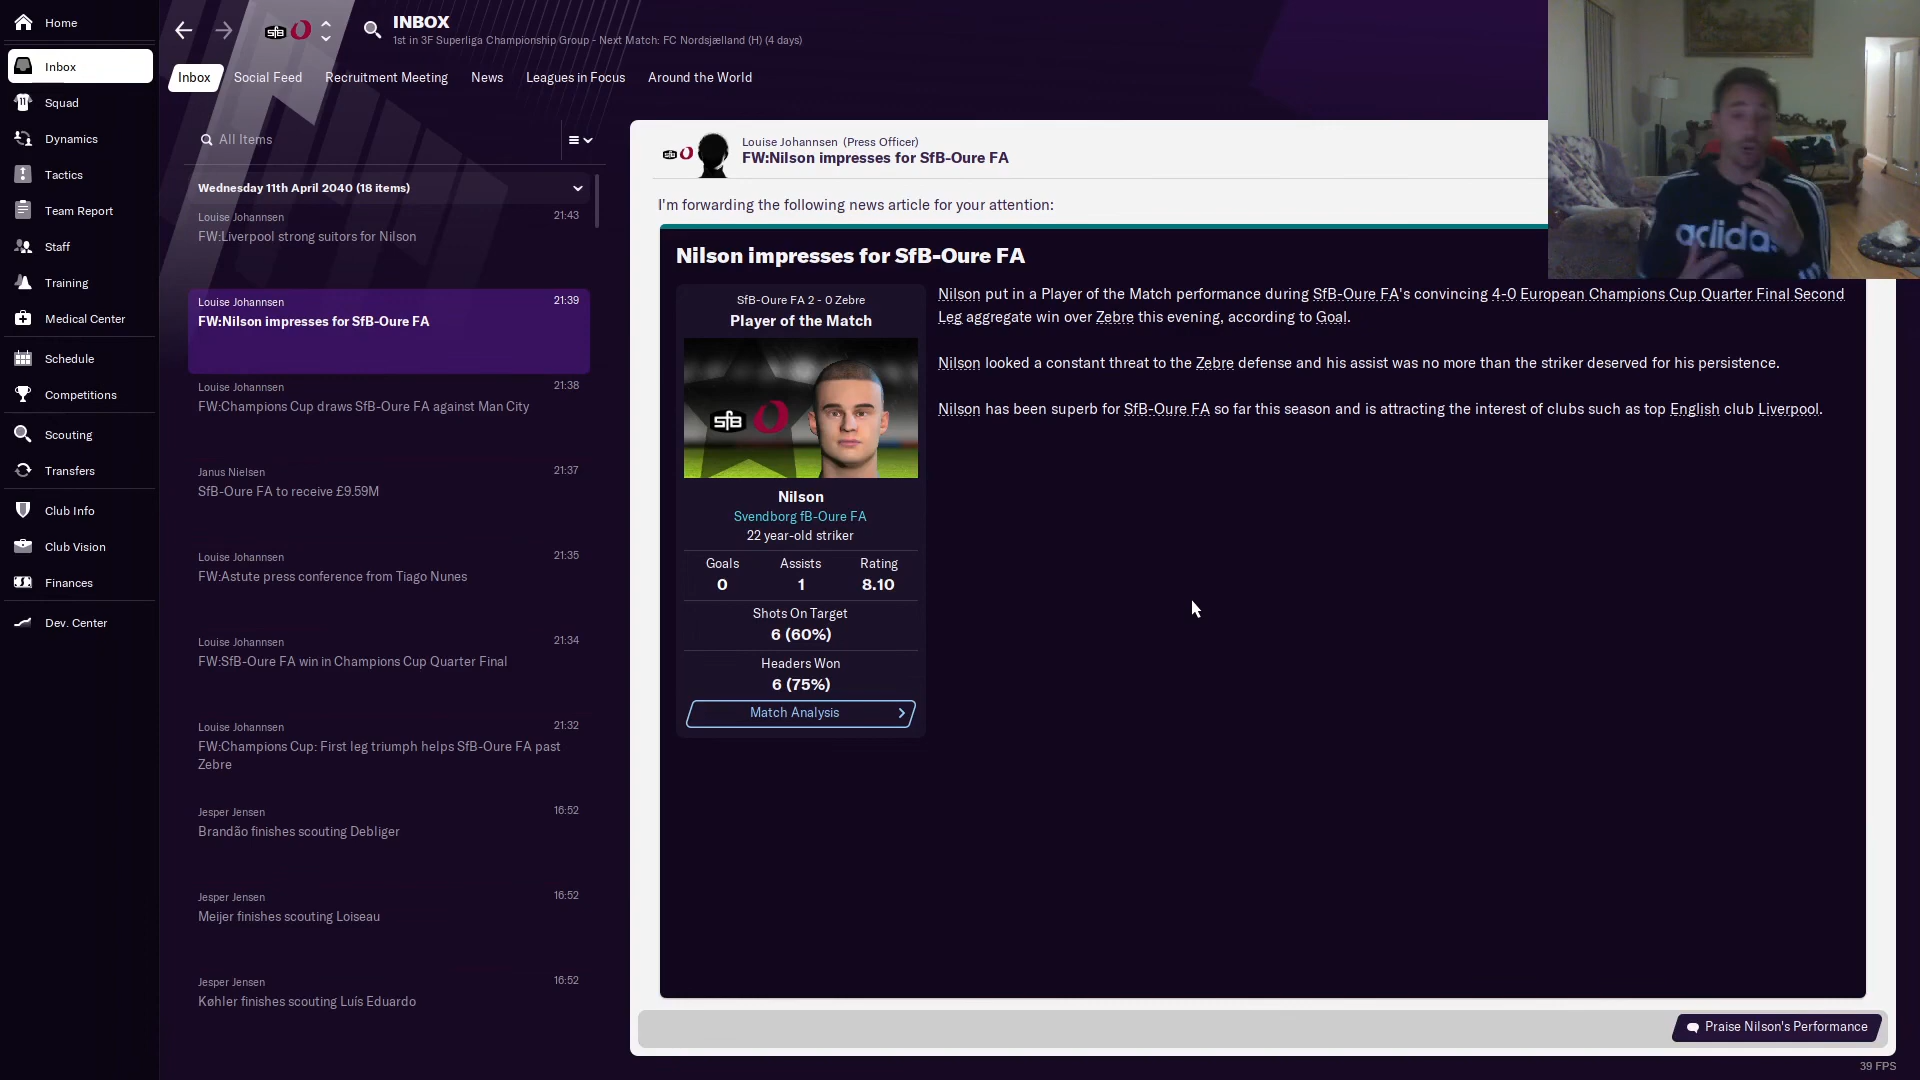 Home
Inbox
Squad
Dynamics
Tactics
Team Report
Staff
Training
Medical Center
Schedule
Competitions
Scouting
Transfers
Club Info
Club Vision
Finances
Dev. Center
sfb
INBOX
1st in 3F Superliga Championship Group - Next Match: FC Nordsjælland (H) (4 days)
Inbox Social Feed Recruitment Meeting News Leagues in Focus Around the World
All Items
Wednesday 11th April 2040 (18 items)
Louise Johannsen 21:43
FW:Liverpool strong suitors for Nilson
Louise Johannsen 21:39
FW:Nilson impresses for SfB-Oure FA
Louise Johannsen 21:38
FW:Champions Cup draws SfB-Oure FA against Man City
Janus Nielsen 21:37
SfB-Oure FA to receive £9.59M
Louise Johannsen 21:35
FW:Astute press conference from Tiago Nunes
Louise Johannsen 21:34
FW:SfB-Oure FA win in Champions Cup Quarter Final
Louise Johannsen 21:32
FW:Champions Cup: First leg triumph helps SfB-Oure FA past
Zebre
Jesper Jensen 16:52
Brandão finishes scouting Debliger
Jesper Jensen 16:52
Meijer finishes scouting Loiseau
Jesper Jensen 16:52
Køhler finishes scouting Luís Eduardo
Louise Johannsen (Press Officer)
FW:Nilson impresses for SfB-Oure FA
I'm forwarding the following news article for your attention:
Nilson impresses for SfB-Oure FA
SfB-Oure FA 2 - 0 Zebre
Player of the Match
sfb
Nilson
Svendborg fB-Oure FA
22 year-old striker
Goals Assists Rating
0 1 8.10
Shots On Target
6 (60%)
Headers Won
6 (75%)
Match Analysis
Nilson put in a Player of the Match performance during SfB-Oure FA's convincing 4-0 European Champions Cup Quarter Final Second
Leg aggregate win over Zebre this evening, according to Goal.
Nilson looked a constant threat to the Zebre defense and his assist was no more than the striker deserved for his persistence.
Nilson has been superb for SfB-Oure FA so far this season and is attracting the interest of clubs such as top English club Liverpool.
adidas
Praise Nilson's Performance
39 FPS